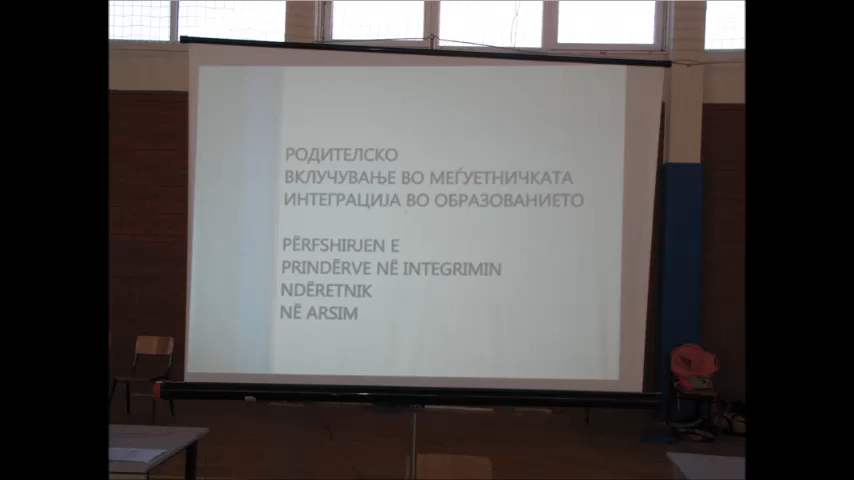 РОДИТЕЛСКО
ВКЛУЧУВАЊЕ ВО МЕЃУЕТНИЧКАТА
ИНТЕГРАЦИЈА ВО ОБРАЗОВАНИЕТО
PËRFSHIRJEN E
PRINDËRVE NË INTEGRIMIN
NDËRETNIK
NË ARSIM